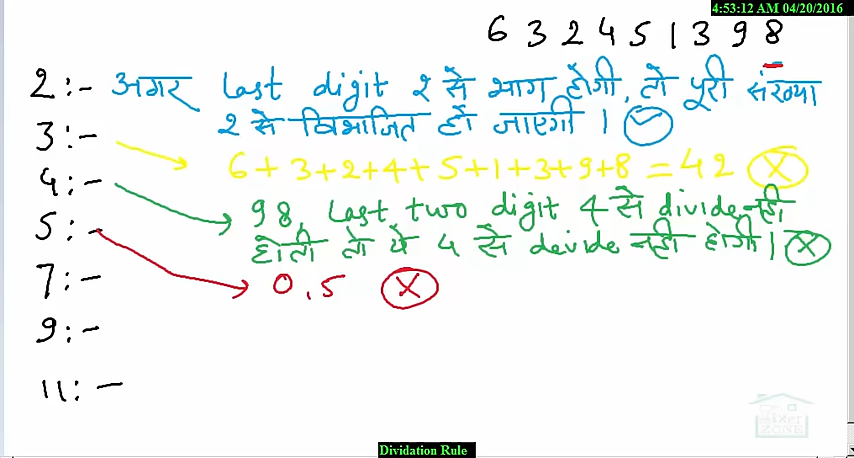 4:53:12 AM 04/20/2016
6 3 2 4 5 1 3 9 8
2:- अगर last digit 2 से भाग होगी, तो पूरी संख्या
2 से विभाजित हो जाएगी।
3:-
6+3+2+4+5+1+3+9+8=42
4:-
98, Last two digit 4 से divide नही
होती तो ये 4 से devide नही होगी।
5:-
0,5
7:-
9:-
11:-
ZONE
Dividation Rule